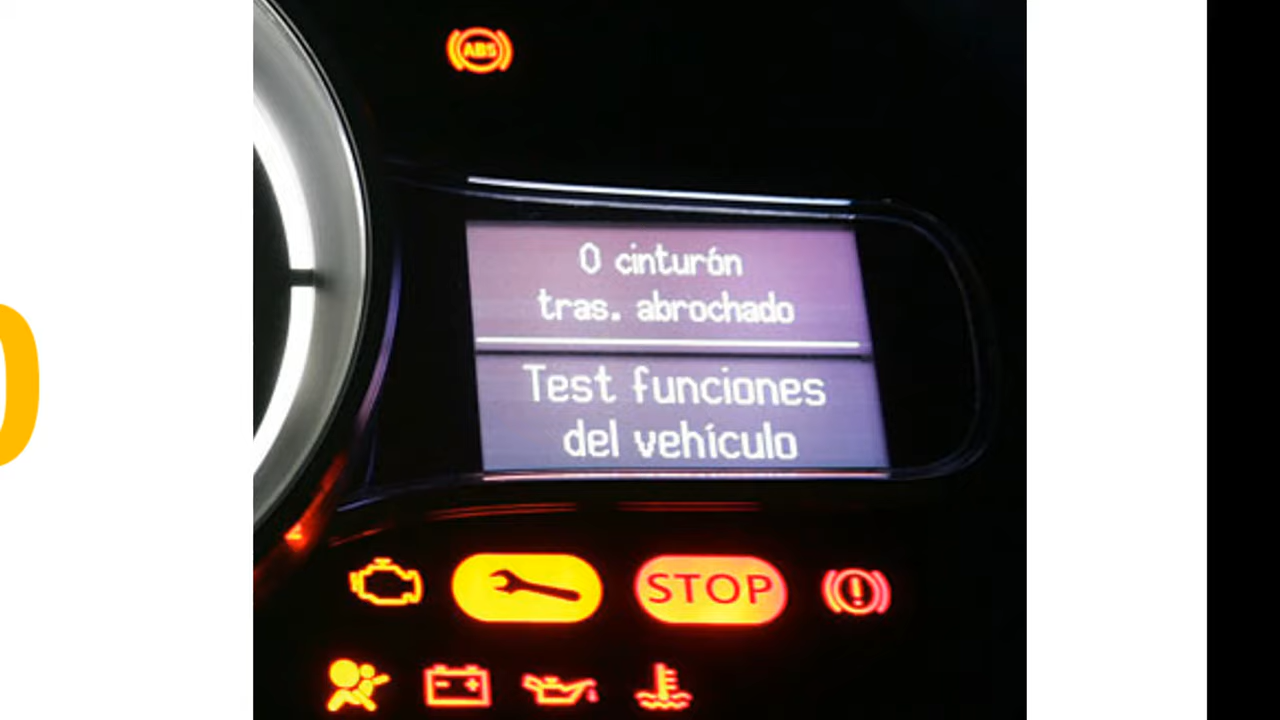 ABS
0 cinturón
tras. abrochado
Test funciones
del vehículo
STOP